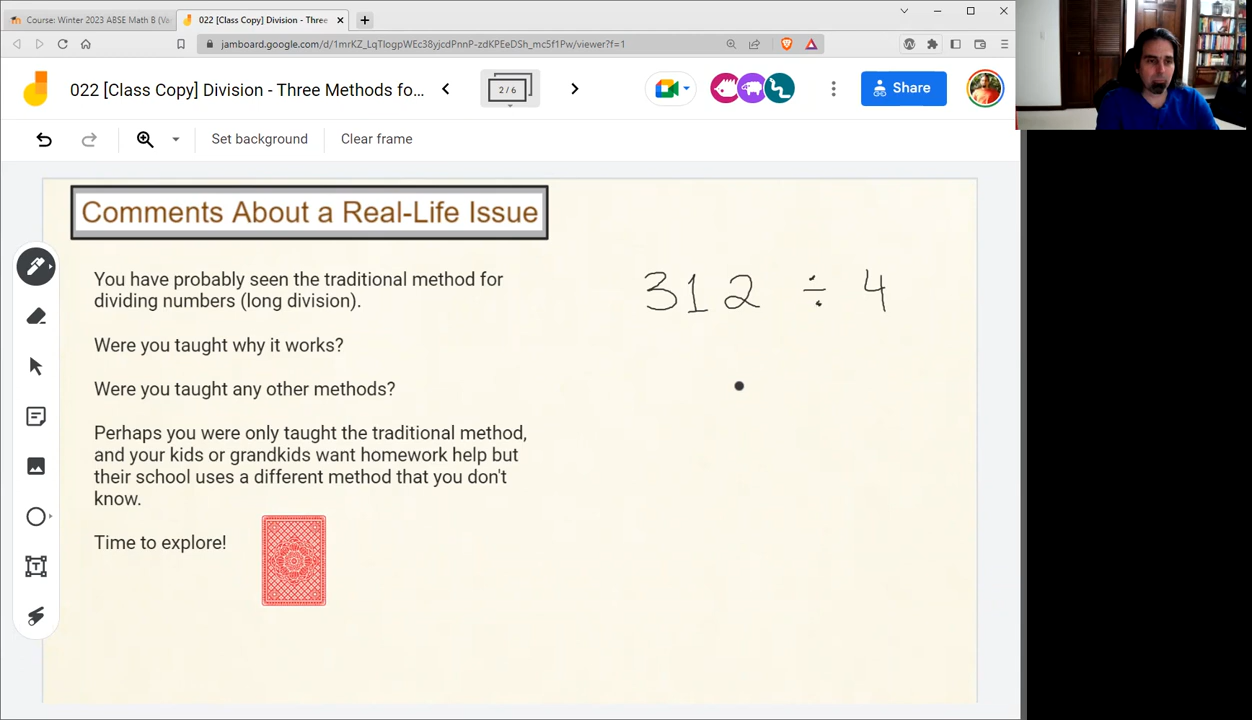 Course: Winter 2023 ABSE Math B (Va
022 [Class Copy] Division - Three
jamboard.google.com/d/1mrKZ_LqTIogpWEc38yjcdPnnP-zdKPEeDSh_mc5f1Pw/viewer?f=1
022 [Class Copy] Division - Three Methods fo...
2 / 6
Share
Set background
Clear frame
Comments About a Real-Life Issue
You have probably seen the traditional method for
dividing numbers (long division).
Were you taught why it works?
Were you taught any other methods?
Perhaps you were only taught the traditional method,
and your kids or grandkids want homework help but
their school uses a different method that you don't
know.
Time to explore!
312 ÷ 4